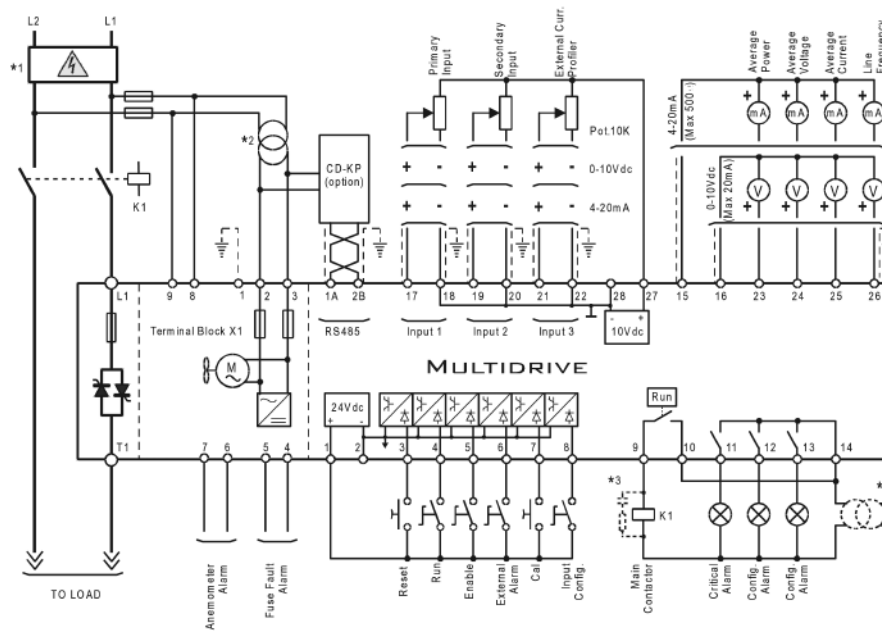 L2
L1
*1
*2
K1
CD-KP
(option)
Primary
Input
Secondary
Input
External Curr.
Profiler
Pot.10K
+ - + - + - 0-10Vdc
+ - + - + - 4-20mA
4-20mA
(Max 500
0-10Vdc
(Max 20mA)
Average
Power
Average
Voltage
Average
Current
Line
Frequency
+ mA + mA + mA + mA
V V V V
+ + + +
L1
9 8 1 2 3 1A 2B 17 18 19 20 21 22 28 27 15 16 23 24 25 26
Terminal Block X1
RS485
Input 1
Input 2
Input 3
- +
10Vdc
M
MULTIDRIVE
24Vdc
+ -
Run
T1
7 6 5 4 1 2 3 4 5 6 7 8 9 10 11 12 13 14
*3
K1
*
TO LOAD
Anemometer
Alarm
Fuse Fault
Alarm
Reset
Run
Enable
External
Alarm
Cal
Input
Config.
Main
Contactor
Critical
Alarm
Config.
Alarm
Config.
Alarm